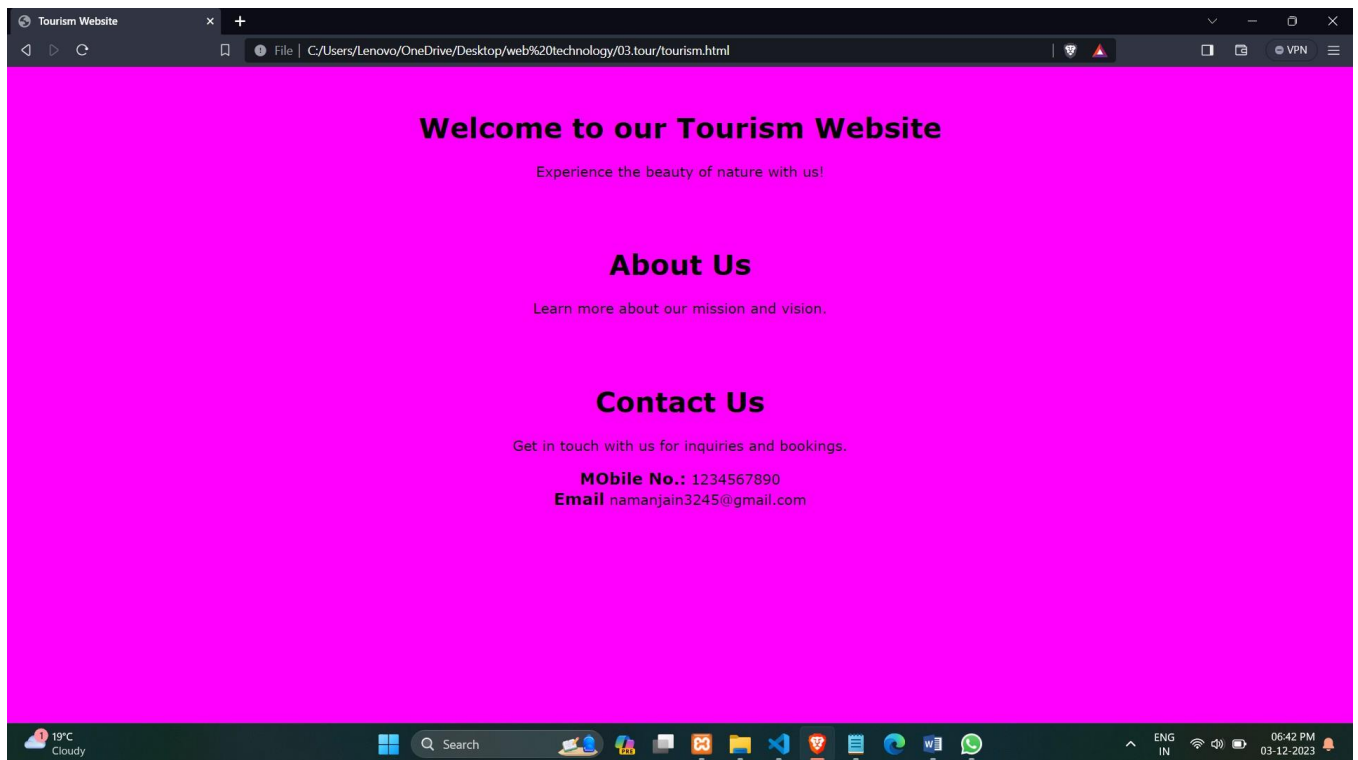 Tourism Website
File | C:/Users/Lenovo/OneDrive/Desktop/web%20technology/03.tour/tourism.html
VPN
Welcome to our Tourism Website
Experience the beauty of nature with us!
About Us
Learn more about our mission and vision.
Contact Us
Get in touch with us for inquiries and bookings.
MObile No.: 1234567890
Email namanjain3245@gmail.com
1
19°C
Cloudy
Search
PRE
ENG
IN
06:42 PM
03-12-2023